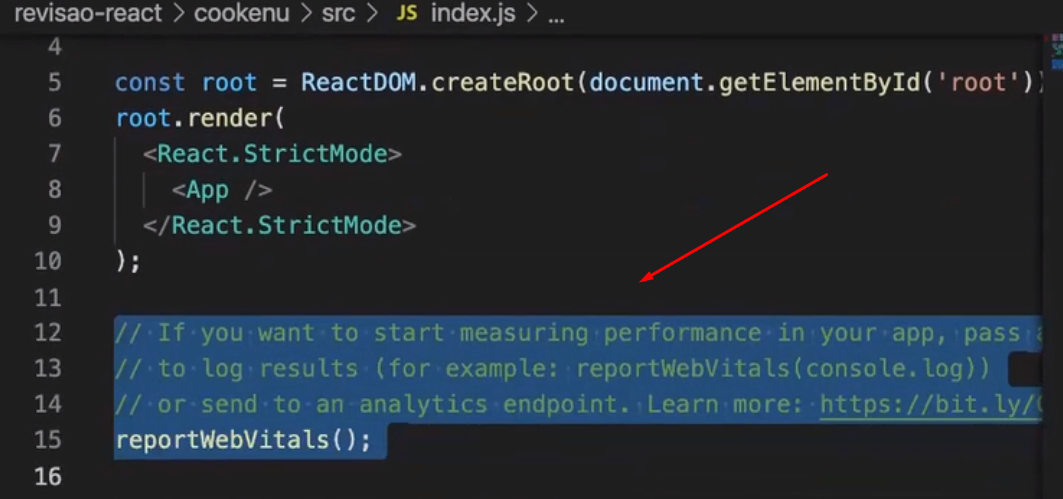 revisao-react > cookenu > src > JS index.js > ...
4
5 const root = ReactDOM.createRoot(document.getElementById('root'))
6 root.render(
7 <React.StrictMode>
8 <App />
9 </React.StrictMode>
10 );
11
12 // If you want to start measuring performance in your app, pass a
13 // to log results (for example: reportWebVitals(console.log))
14 // or send to an analytics endpoint. Learn more: https://bit.ly/C
15 reportWebVitals();
16